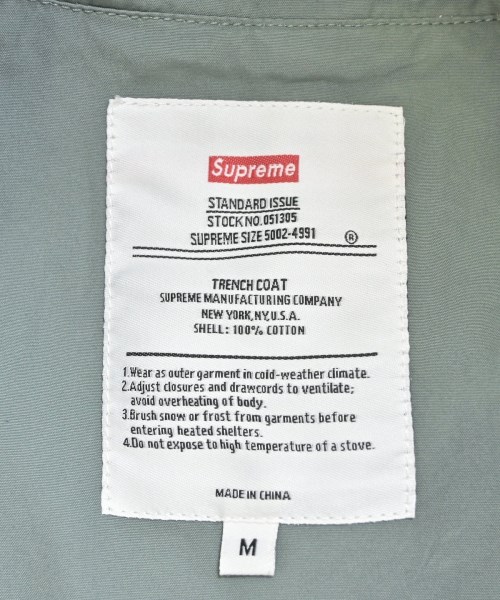 Supreme
STANDARD ISSUE
STOCK NO. 051305
SUPREME SIZE 5002-4991 ®
TRENCH COAT
SUPREME MANUFACTURING COMPANY
NEW YORK, NY, U.S.A.
SHELL: 100% COTTON
1.Wear as outer garment in cold-weather climate.
2.Adjust closures and drawcords to ventilate;
avoid overheating of body.
3.Brush snow or frost from garments before
entering heated shelters.
4.Do not expose to high temperature of a stove.
MADE IN CHINA
M